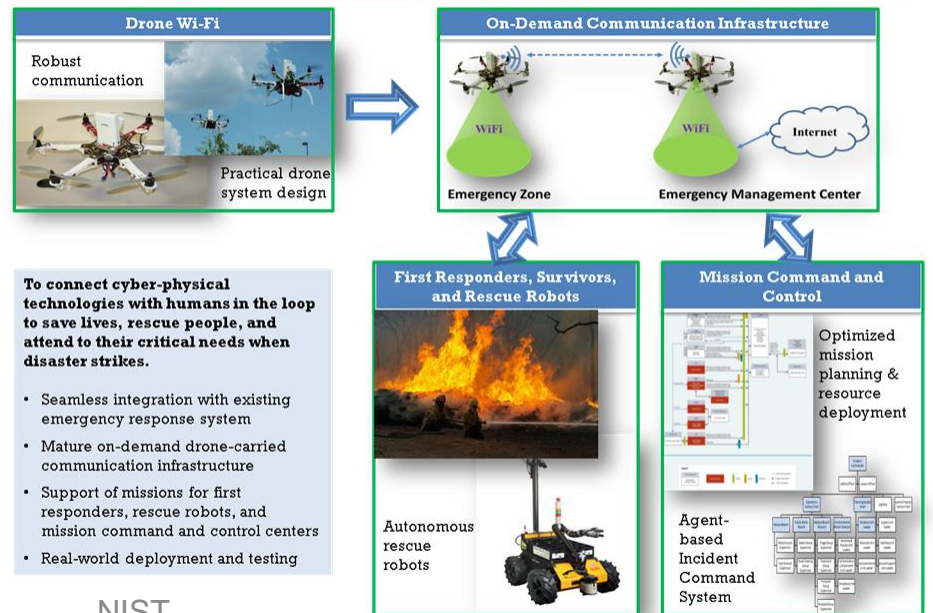 Drone Wi-Fi
Robust
communication
Practical drone
system design
On-Demand Communication Infrastructure
WiFi
WiFi
Internet
Emergency Zone
Emergency Management Center
To connect cyber-physical
technologies with humans in the loop
to save lives, rescue people, and
attend to their critical needs when
disaster strikes.
• Seamless integration with existing
emergency response system
• Mature on-demand drone-carried
communication infrastructure
• Support of missions for first
responders, rescue robots, and
mission command and control centers
• Real-world deployment and testing
NIST
First Responders, Survivors,
and Rescue Robots
Autonomous
rescue
robots
Mission Command and
Control
Optimized
mission
planning &
resource
deployment
Agent-
based
Incident
Command
System